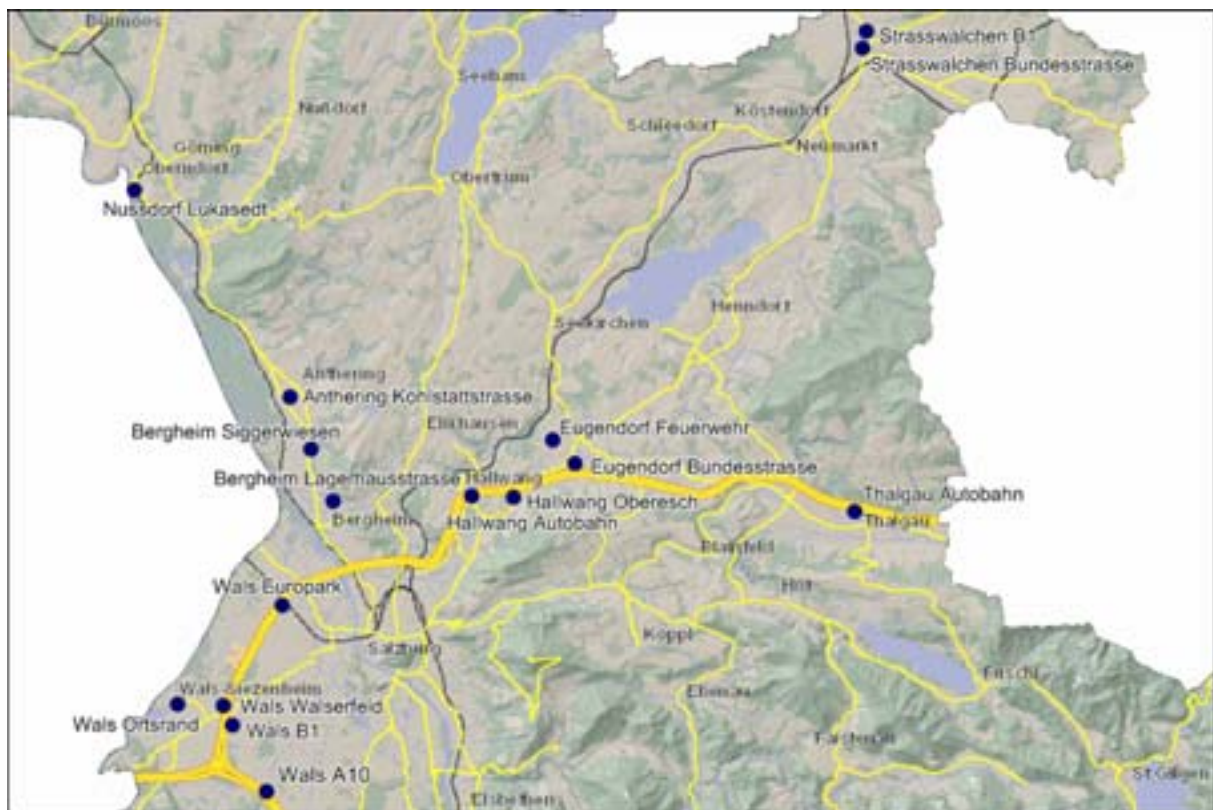 Bürmoos
Strasswalchen B1
Strasswalchen Bundesstrasse
Seeham
Nußdorf
Köstendorf
Schleedorf
Göming
Neumarkt
Oberndorf
Obertrum
Nussdorf Lukasedt
Henndorf
Seekirchen
Anthering
Anthering Kohlstattstrasse
Elixhausen
Eugendorf Feuerwehr
Bergheim Siggerwiesen
Eugendorf Bundesstrasse
Bergheim Lagerhausstrasse
Hallwang
Hallwang Oberesch
Thalgau Autobahn
Bergheim
Hallwang Autobahn
Thalgau
Plainfeld
Wals Europark
Hof
Koppl
Salzburg
Fuschl
Wals-Siezenheim
Ebenau
Wals Walserfeld
Wals Ortsrand
Wals B1
Faistenau
Wals A10
St.Gilgen
Elsbethen